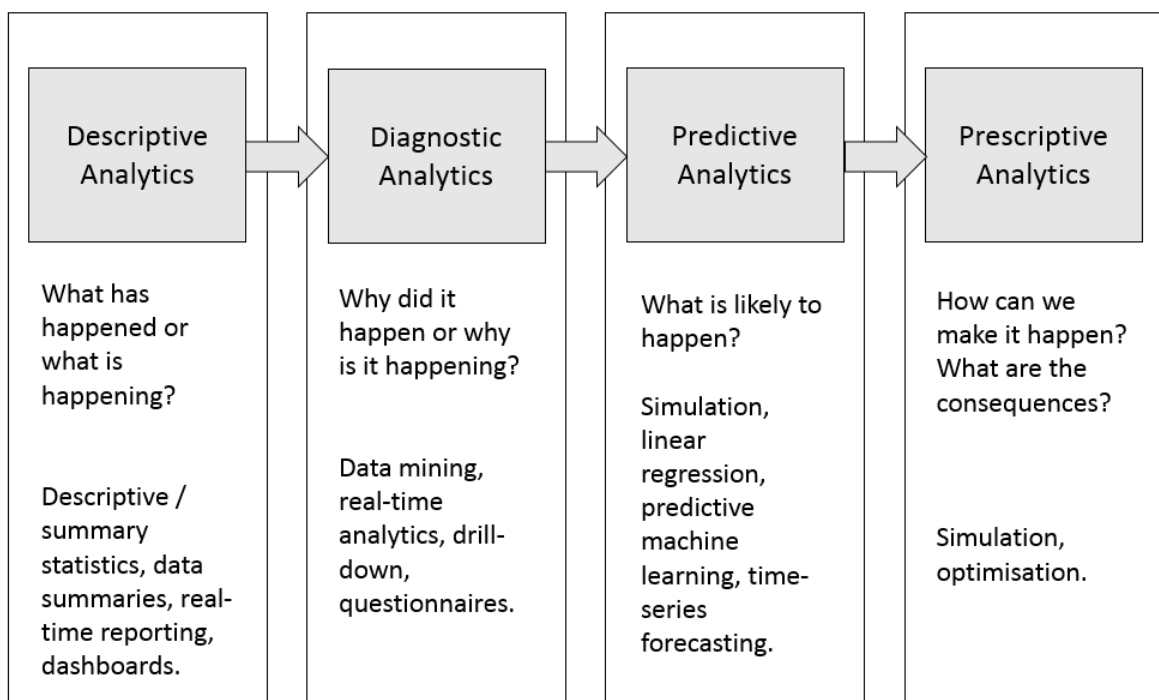 Descriptive
Analytics
What has
happened or
what is
happening?
Descriptive /
summary
statistics, data
summaries, real-
time reporting,
dashboards.
Diagnostic
Analytics
Why did it
happen or why
is it happening?
Data mining,
real-time
analytics, drill-
down,
questionnaires.
Predictive
Analytics
What is likely to
happen?
Simulation,
linear
regression,
predictive
machine
learning, time-
series
forecasting.
Prescriptive
Analytics
How can we
make it happen?
What are the
consequences?
Simulation,
optimisation.